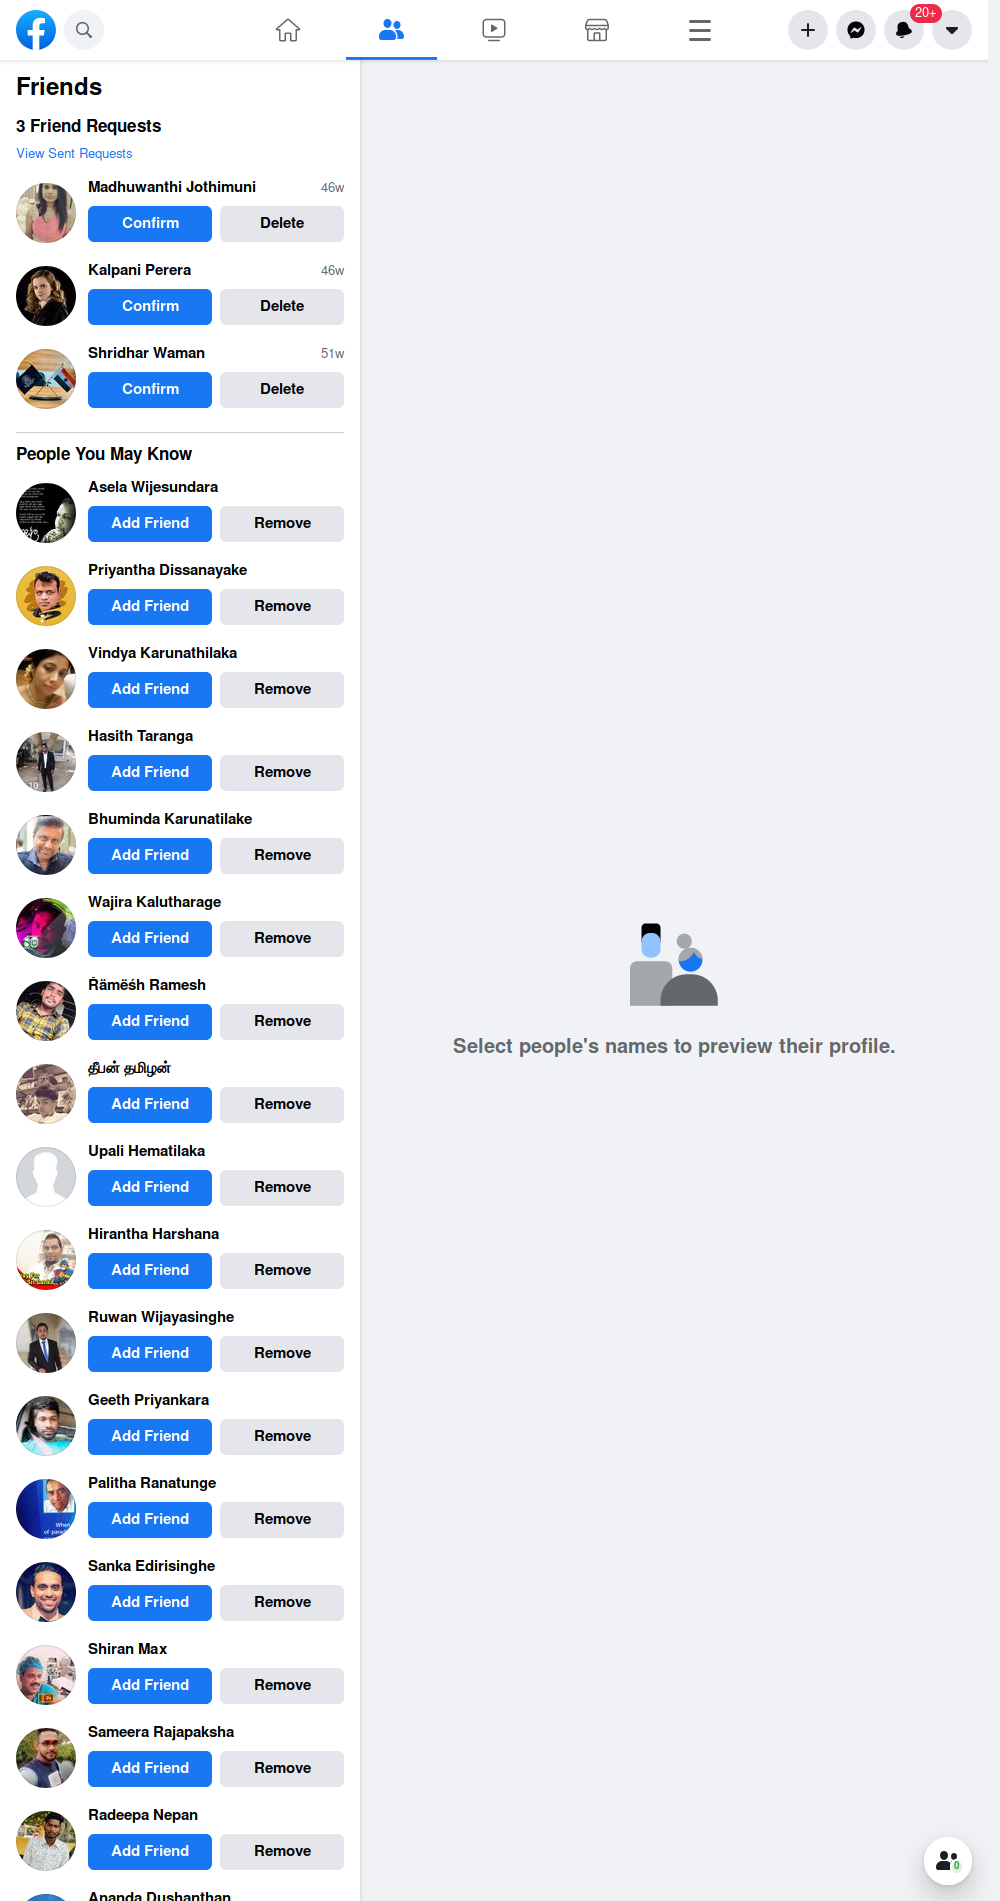 20+
Friends
3 Friend Requests
View Sent Requests
Madhuwanthi Jothimuni 46w
Confirm Delete
Kalpani Perera 46w
Confirm Delete
Shridhar Waman 51w
Confirm Delete
People You May Know
Asela Wijesundara
Add Friend Remove
Priyantha Dissanayake
Add Friend Remove
Vindya Karunathilaka
Add Friend Remove
Hasith Taranga
Add Friend Remove
Bhuminda Karunatilake
Add Friend Remove
Wajira Kalutharage
Add Friend Remove
Řämëśh Ramesh
Add Friend Remove
தீபன் தமிழன்
Add Friend Remove
Upali Hematilaka
Add Friend Remove
Hirantha Harshana
Add Friend Remove
Ruwan Wijayasinghe
Add Friend Remove
Geeth Priyankara
Add Friend Remove
Palitha Ranatunge
Add Friend Remove
Sanka Edirisinghe
Add Friend Remove
Shiran Max
Add Friend Remove
Sameera Rajapaksha
Add Friend Remove
Radeepa Nepan
Add Friend Remove
Ananda Dushanthan
Select people's names to preview their profile.
0